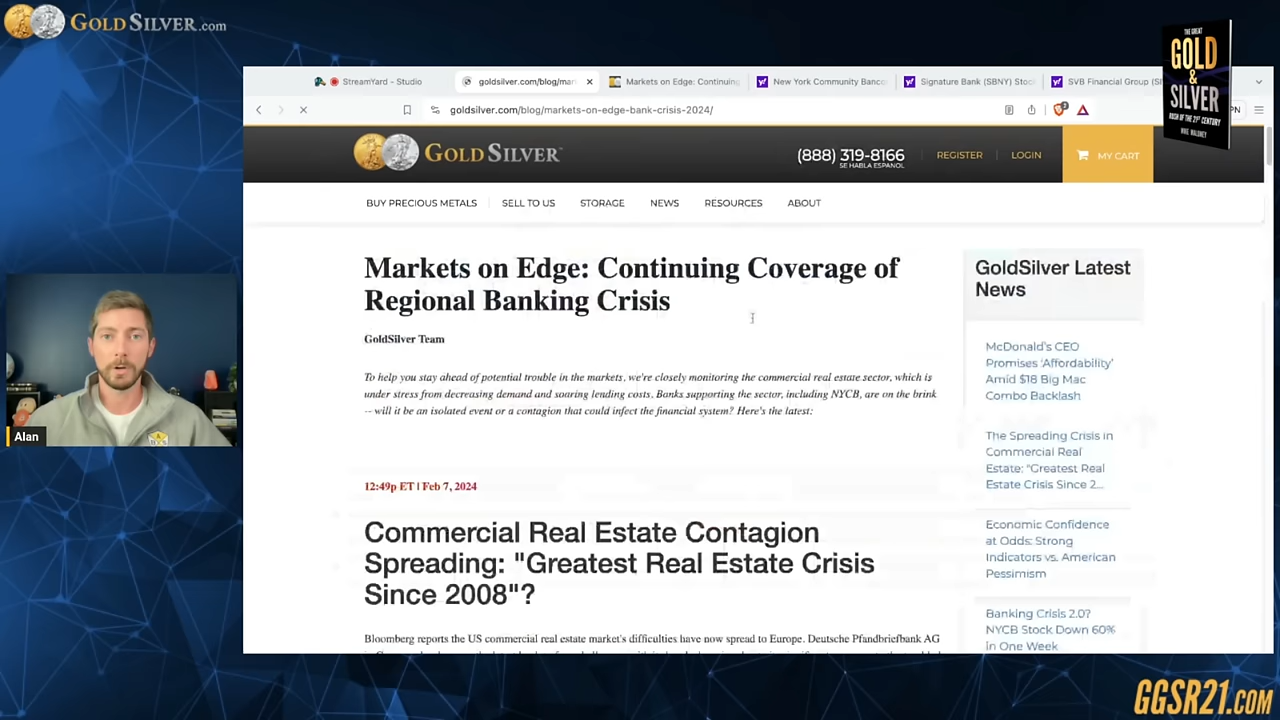 GOLDSILVER.com
THE GREAT
GOLD
&
SILVER
RUSH OF THE 21ST CENTURY
MIKE MALONEY
StreamYard - Studio
goldsilver.com/blog/mar
Markets on Edge: Continuing
New York Community Banco
Signature Bank (SBNY) Stoc
SVB Financial Group (SI
goldsilver.com/blog/markets-on-edge-bank-crisis-2024/
2
PN
GOLDSILVER
(888) 319-8166
SE HABLA ESPANOL
REGISTER
LOGIN
MY CART
BUY PRECIOUS METALS
SELL TO US
STORAGE
NEWS
RESOURCES
ABOUT
Markets on Edge: Continuing Coverage of
Regional Banking Crisis
GoldSilver Team
To help you stay ahead of potential trouble in the markets, we're closely monitoring the commercial real estate sector, which is
under stress from decreasing demand and soaring lending costs. Banks supporting the sector, including NYCB, are on the brink
-- will it be an isolated event or a contagion that could infect the financial system? Here's the latest:
12:49p ET | Feb 7, 2024
Commercial Real Estate Contagion
Spreading: "Greatest Real Estate Crisis
Since 2008"?
Bloomberg reports the US commercial real estate market's difficulties have now spread to Europe. Deutsche Pfandbriefbank AG
GoldSilver Latest
News
McDonald's CEO
Promises 'Affordability'
Amid $18 Big Mac
Combo Backlash
The Spreading Crisis in
Commercial Real
Estate: "Greatest Real
Estate Crisis Since 2...
Economic Confidence
at Odds: Strong
Indicators vs. American
Pessimism
Banking Crisis 2.0?
NYCB Stock Down 60%
In One Week
Alan
GGSR21.COM